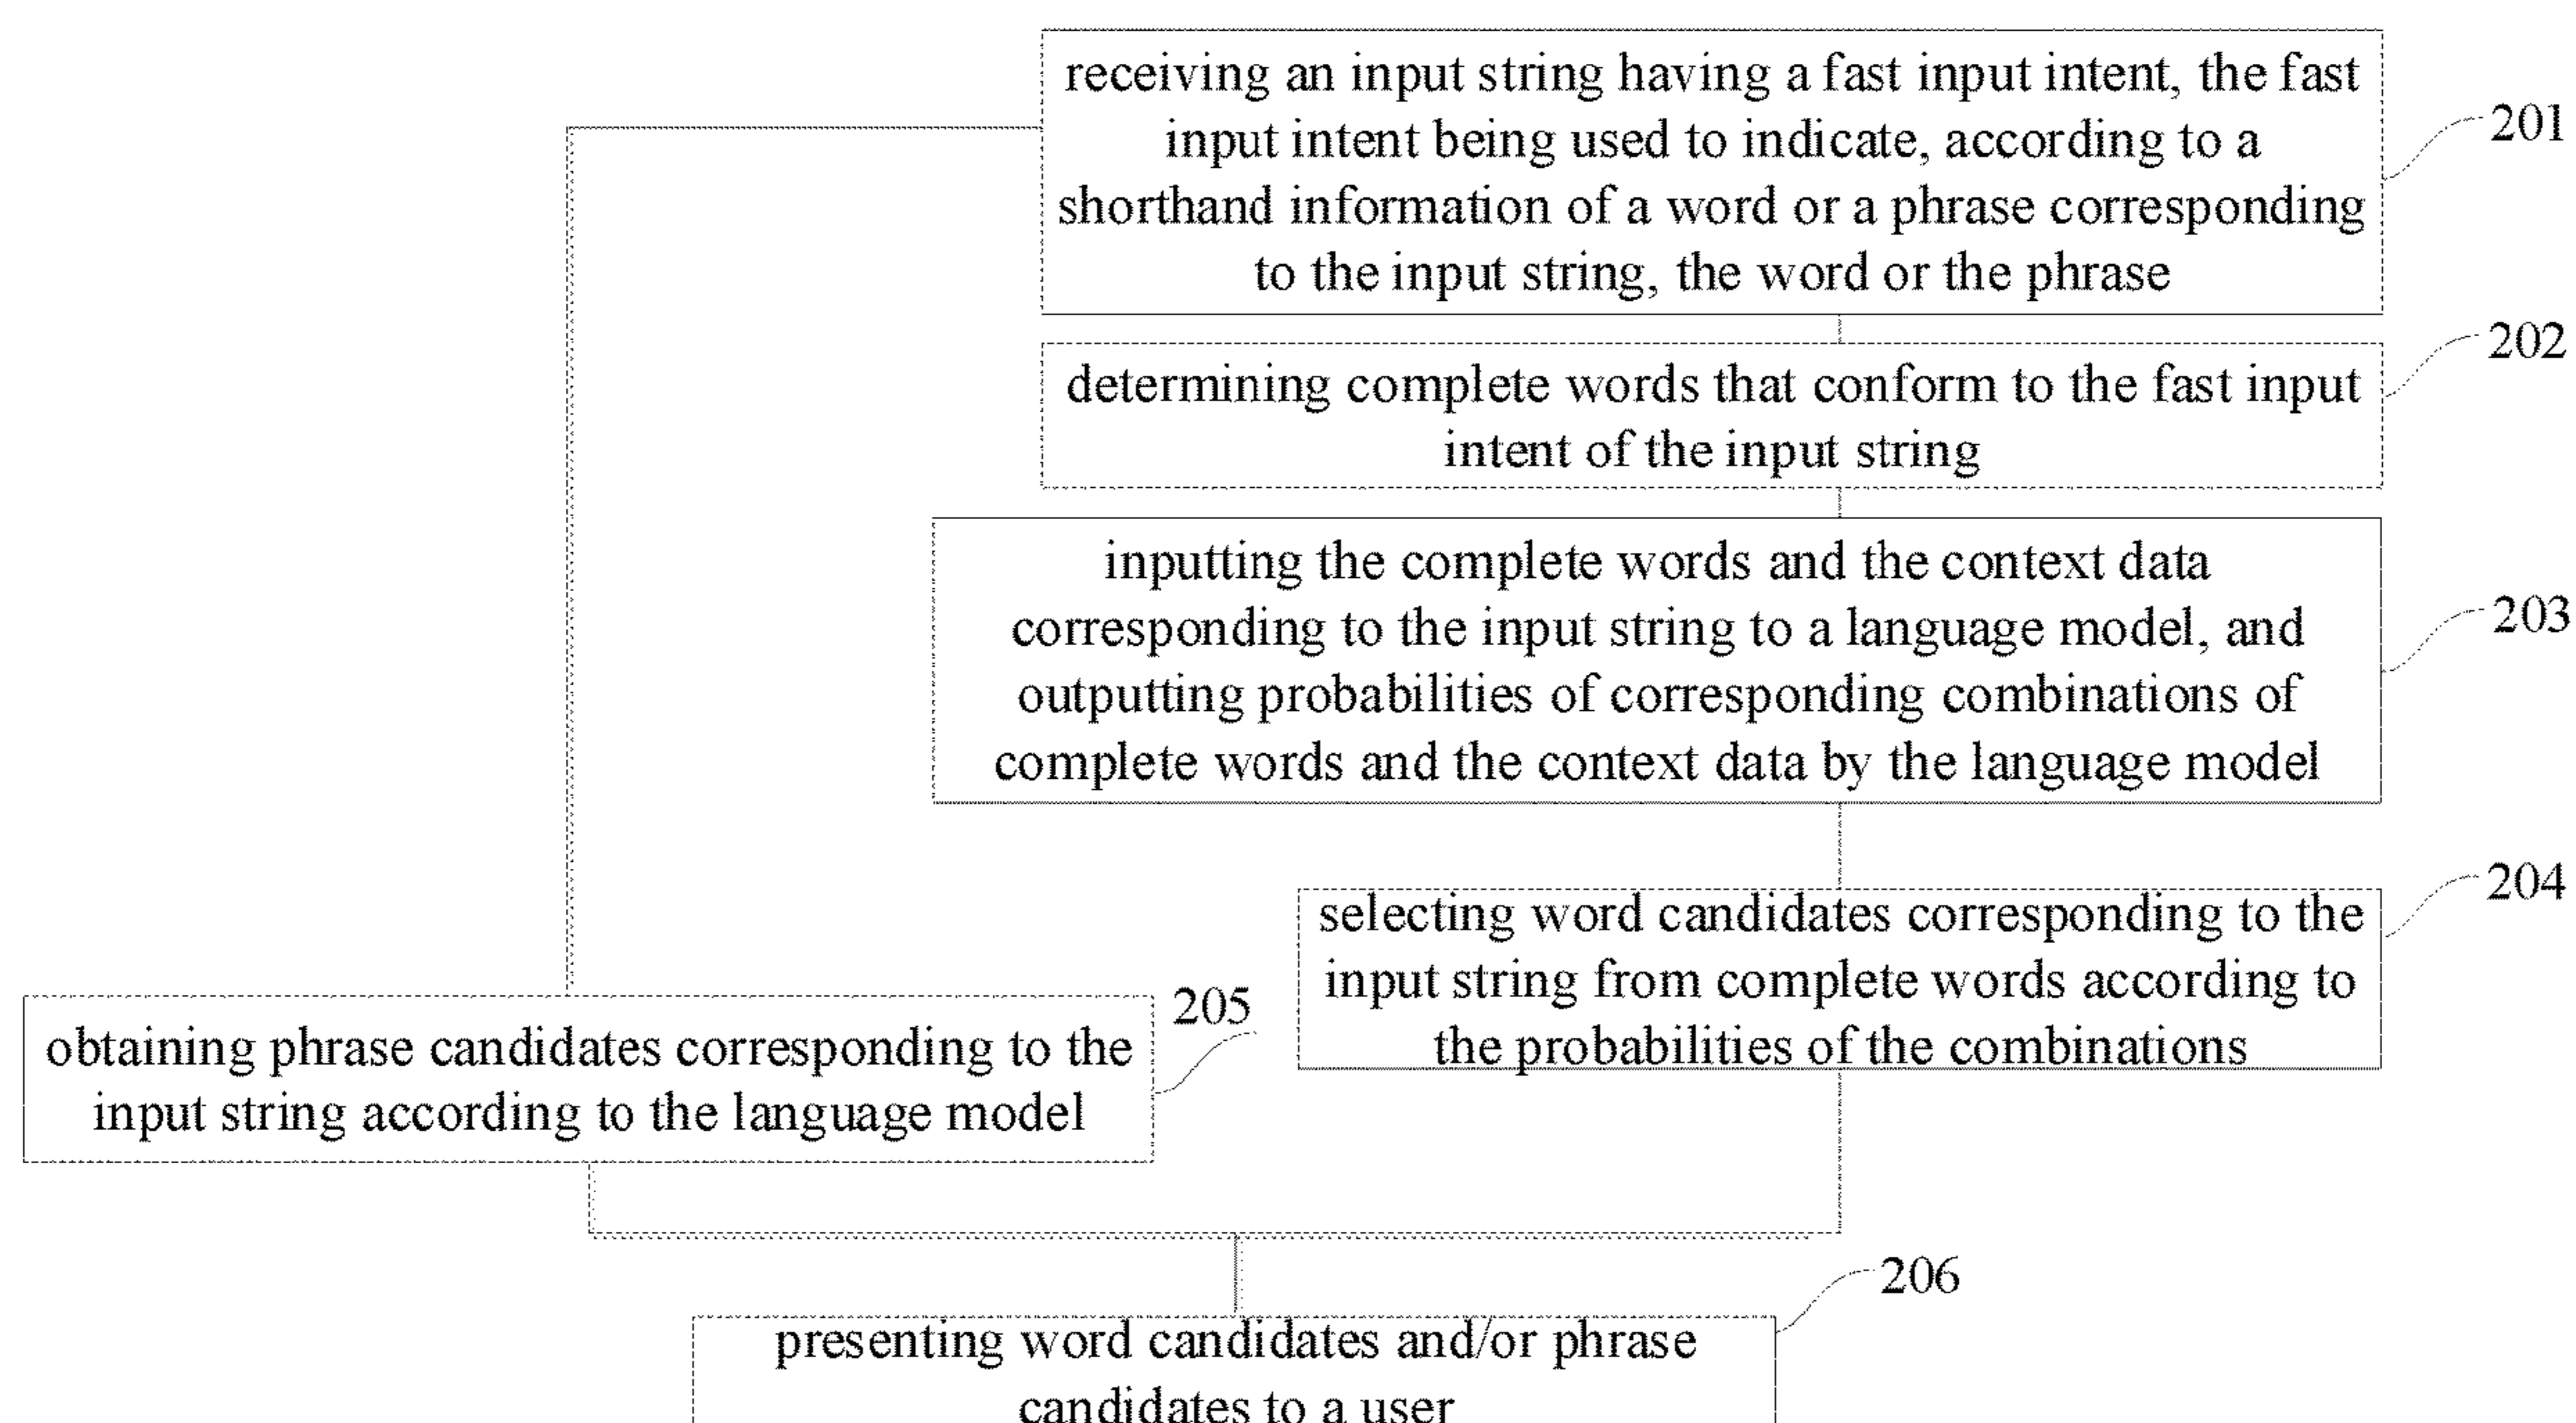 receiving an input string having a fast input intent, the fast
input intent being used to indicate, according to a
shorthand information of a word or a phrase corresponding
to the input string, the word or the phrase
201
determining complete words that conform to the fast input
intent of the input string
202
inputting the complete words and the context data
corresponding to the input string to a language model, and
outputting probabilities of corresponding combinations of
complete words and the context data by the language model
203
selecting word candidates corresponding to the
input string from complete words according to
the probabilities of the combinations
204
obtaining phrase candidates corresponding to the
input string according to the language model
205
presenting word candidates and/or phrase
candidates to a user
206